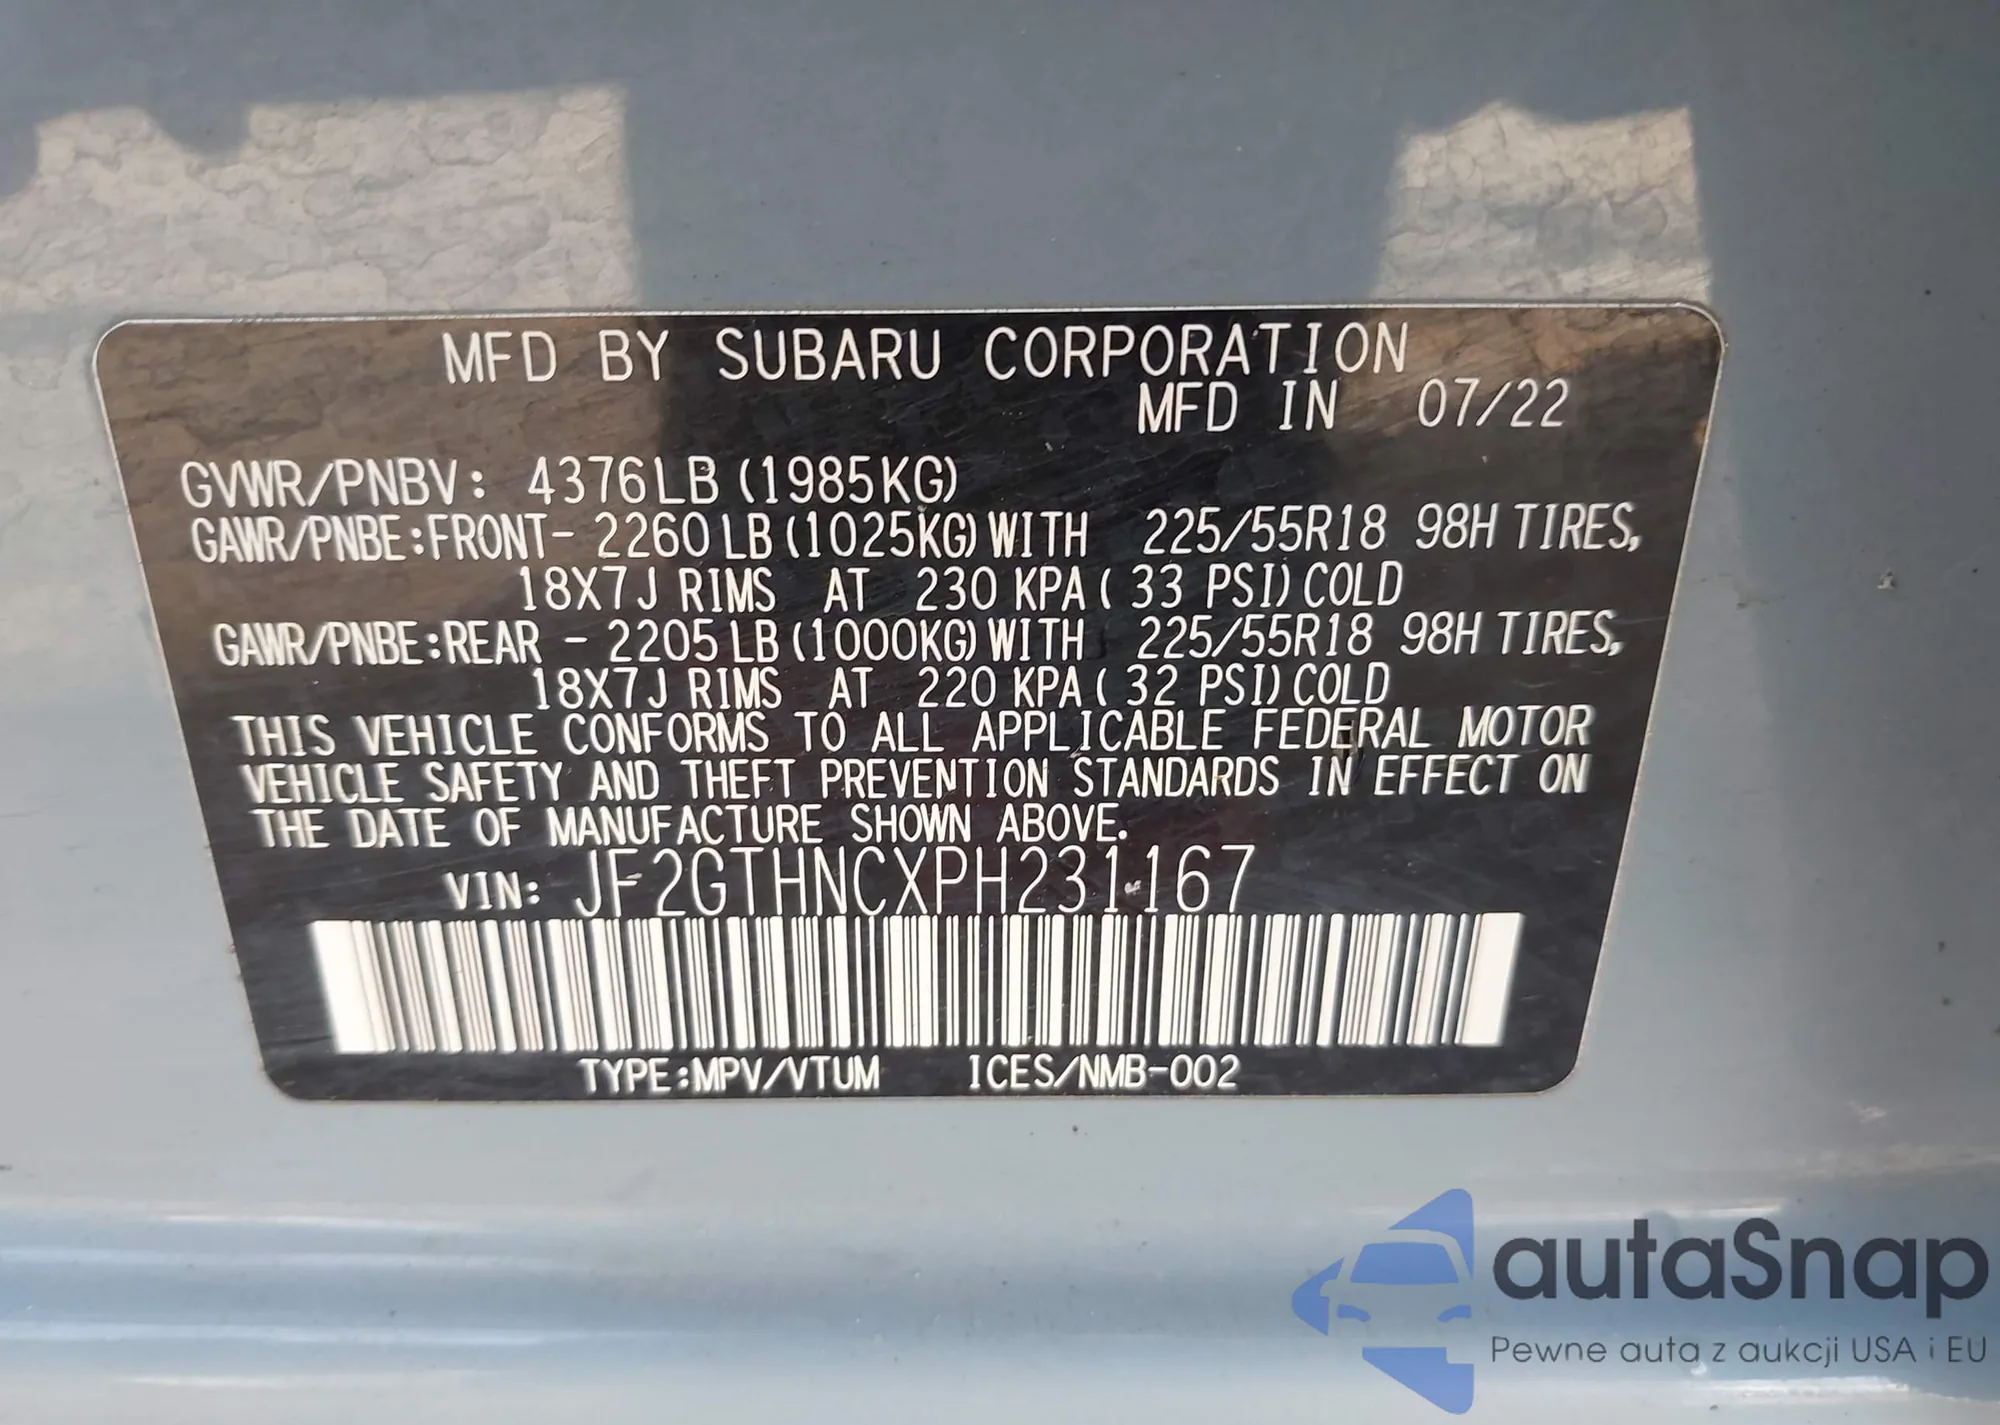 MFD BY SUBARU CORPORATION
MFD IN 07/22
GVWR/PNBV: 4376LB (1985KG)
GAWR/PNBE:FRONT- 2260LB (1025KG) WITH 225/55R18 98H TIRES,
18X7J RIMS AT 230 KPA ( 33 PSI) COLD
GAWR/PNBE:REAR - 2205LB (1000KG) WITH 225/55R18 98H TIRES,
18X7J RIMS AT 220 KPA ( 32 PSI) COLD
THIS VEHICLE CONFORMS TO ALL APPLICABLE FEDERAL MOTOR
VEHICLE SAFETY AND THEFT PREVENTION STANDARDS IN EFFECT ON
THE DATE OF MANUFACTURE SHOWN ABOVE.
VIN: JF2GTHNCXPH231167
TYPE:MPV/VTUM ICES/NMB-002
autaSnap
Pewne auta z aukcji USA i EU